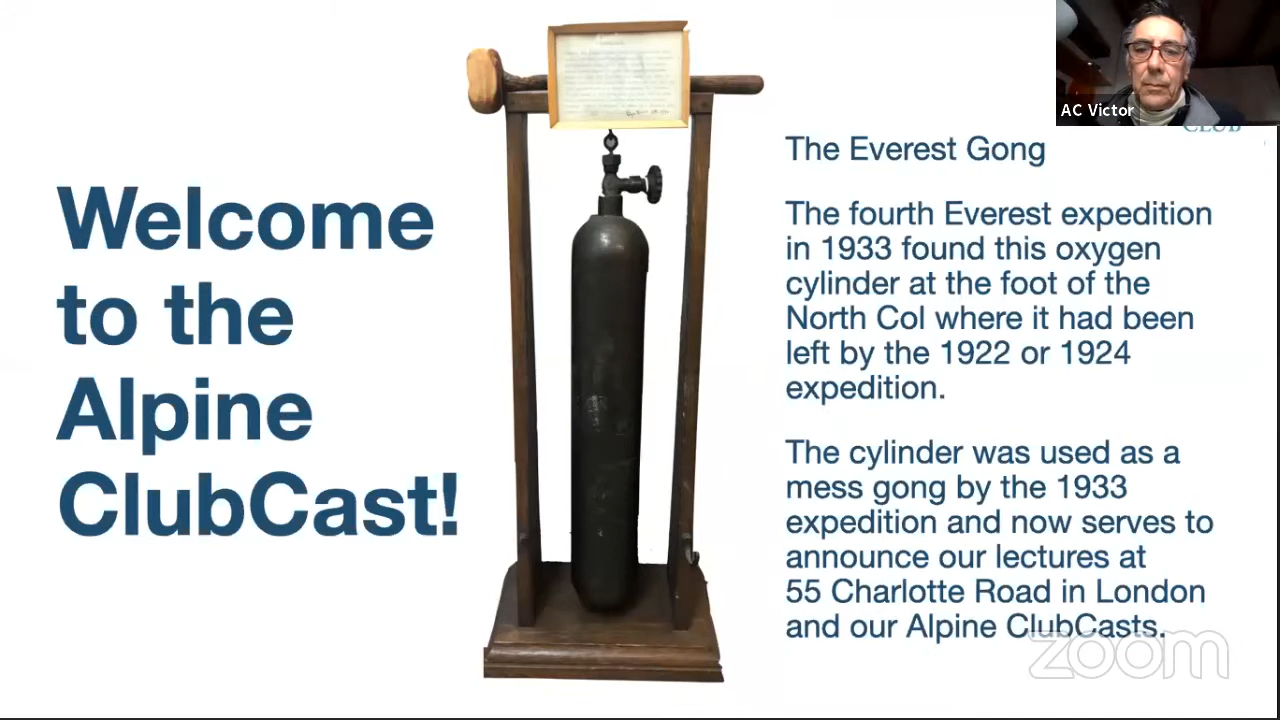 Welcome
to the
Alpine
ClubCast!
The Everest Gong
The fourth Everest expedition
in 1933 found this oxygen
cylinder at the foot of the
North Col where it had been
left by the 1922 or 1924
expedition.
The cylinder was used as a
mess gong by the 1933
expedition and now serves to
announce our lectures at
55 Charlotte Road in London
and our Alpine ClubCasts.
AC Victor
CLUB
zoom